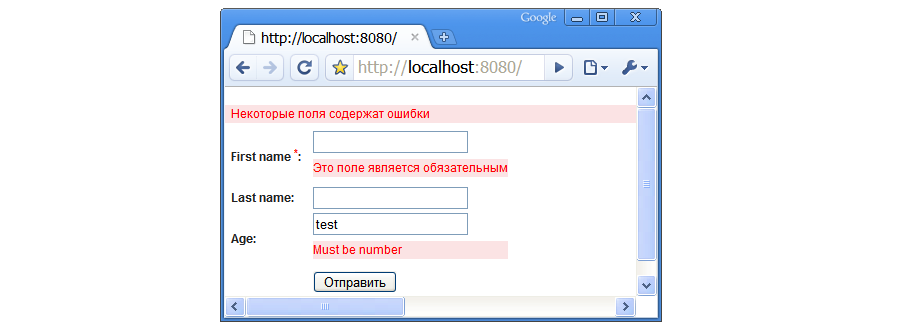 Google
http://localhost:8080/
http://localhost:8080/
Некоторые поля содержат ошибки
First name *:
Это поле является обязательным
Last name:
test
Age:
Must be number
Отправить